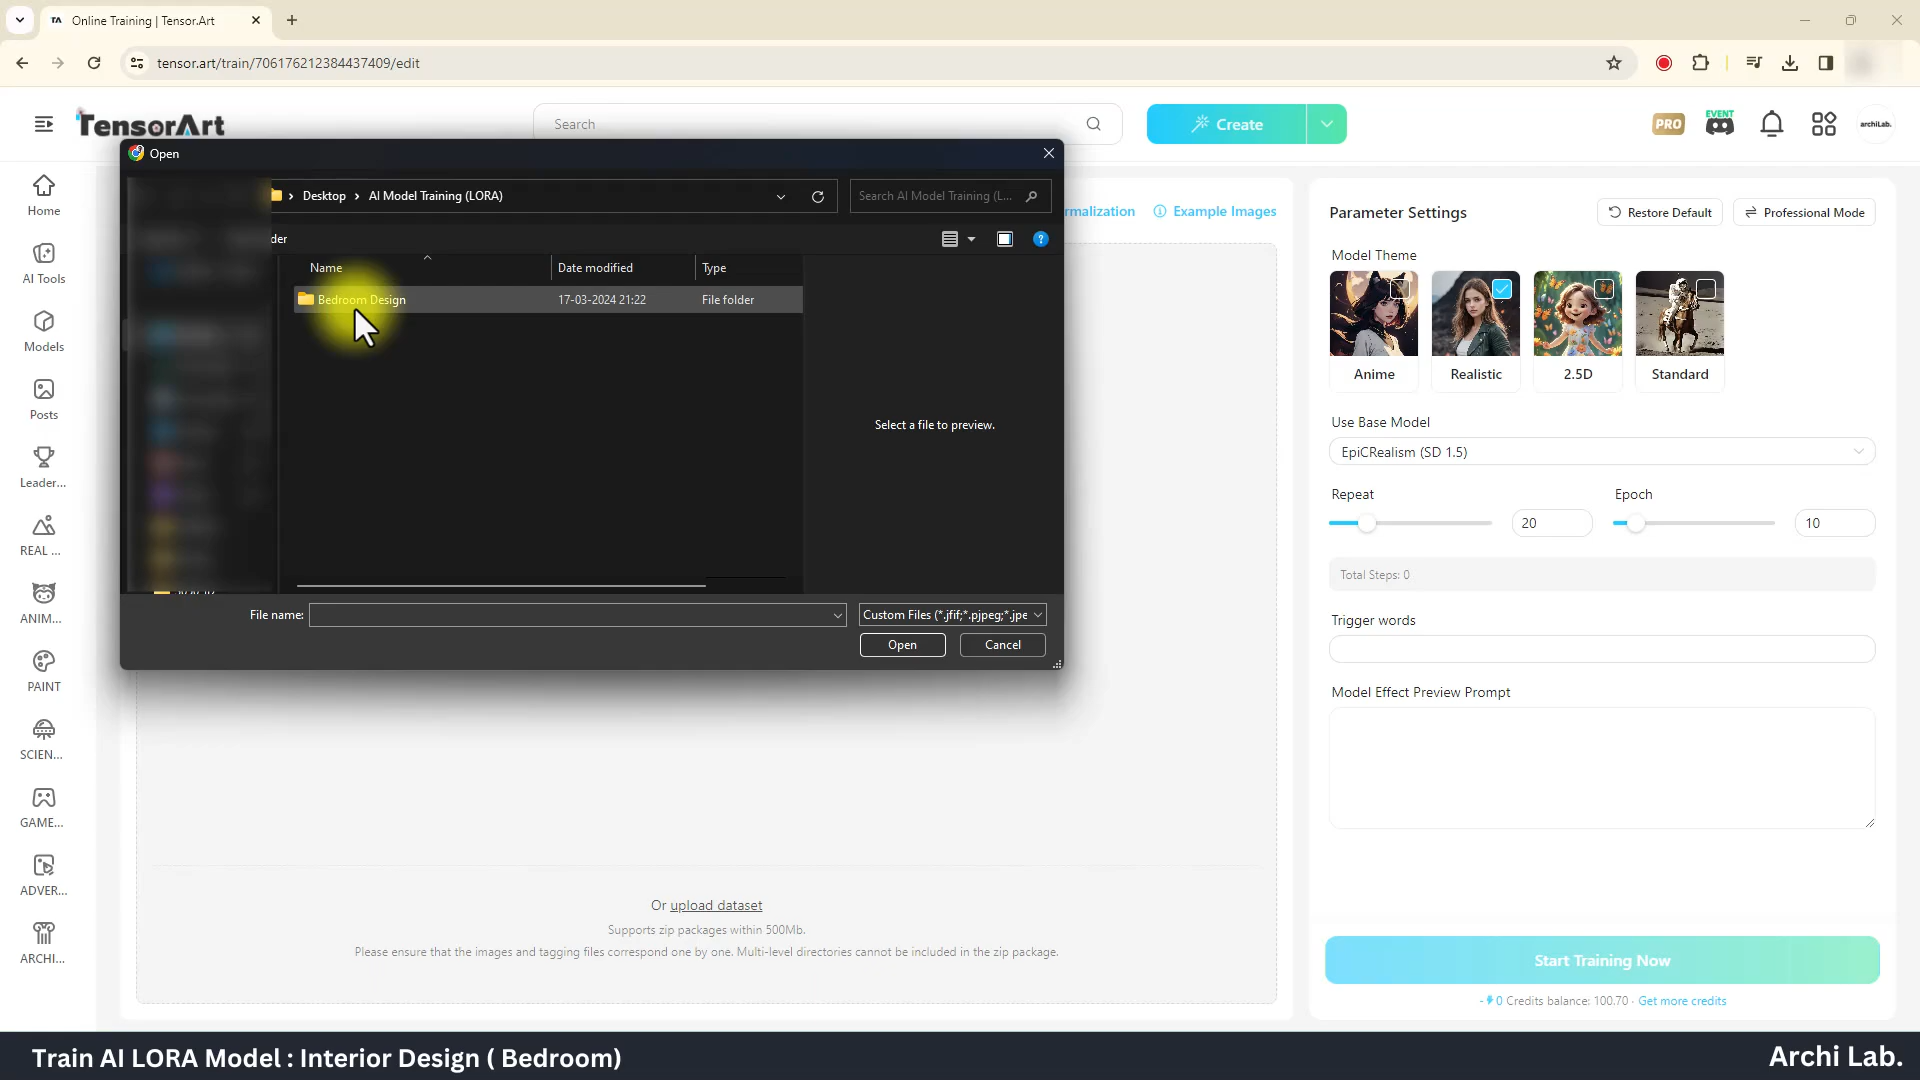 Online Training | Tensor.Art
tensor.art/train/706176212384437409/edit
TensorArt
Search
Create
PRO
EVENT
archiLab.
Home
AI Tools
Models
Posts
Leader...
REAL ...
ANIM...
PAINT
SCIEN...
GAME...
ADVER...
ARCHI...
Open
Desktop > AI Model Training (LORA)
Search AI Model Training (L...
der
Name
Date modified
Type
Bedroom Design
17-03-2024 21:22
File folder
Select a file to preview.
File name:
Custom Files (*.jfif;*.pjpeg;*.jpe
Open
Cancel
rmalization
Example Images
Or upload dataset
Supports zip packages within 500Mb.
Please ensure that the images and tagging files correspond one by one. Multi-level directories cannot be included in the zip package.
Parameter Settings
Restore Default
Professional Mode
Model Theme
Anime
Realistic
2.5D
Standard
Use Base Model
EpiCRealism (SD 1.5)
Repeat
Epoch
20
10
Total Steps: 0
Trigger words
Model Effect Preview Prompt
Start Training Now
-0 Credits balance: 100.70 · Get more credits
Train AI LORA Model : Interior Design ( Bedroom)
Archi Lab.